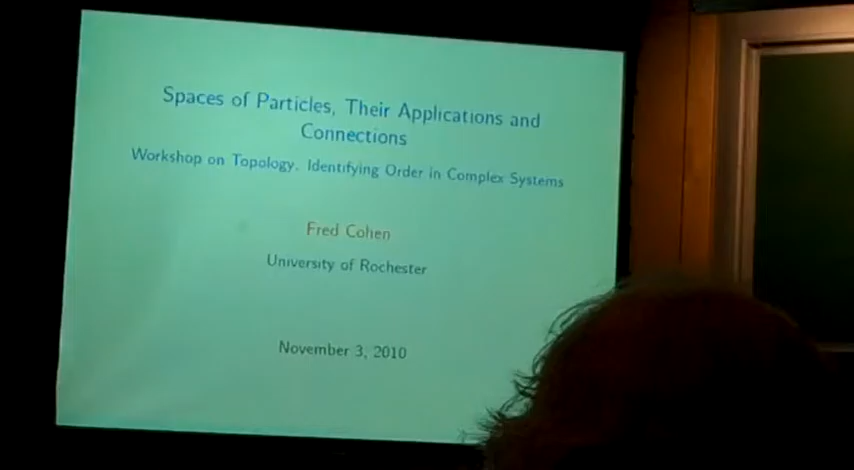 Spaces of Particles, Their Applications and
Connections
Workshop on Topology. Identifying Order in Complex Systems
Fred Cohen
University of Rochester
November 3, 2010